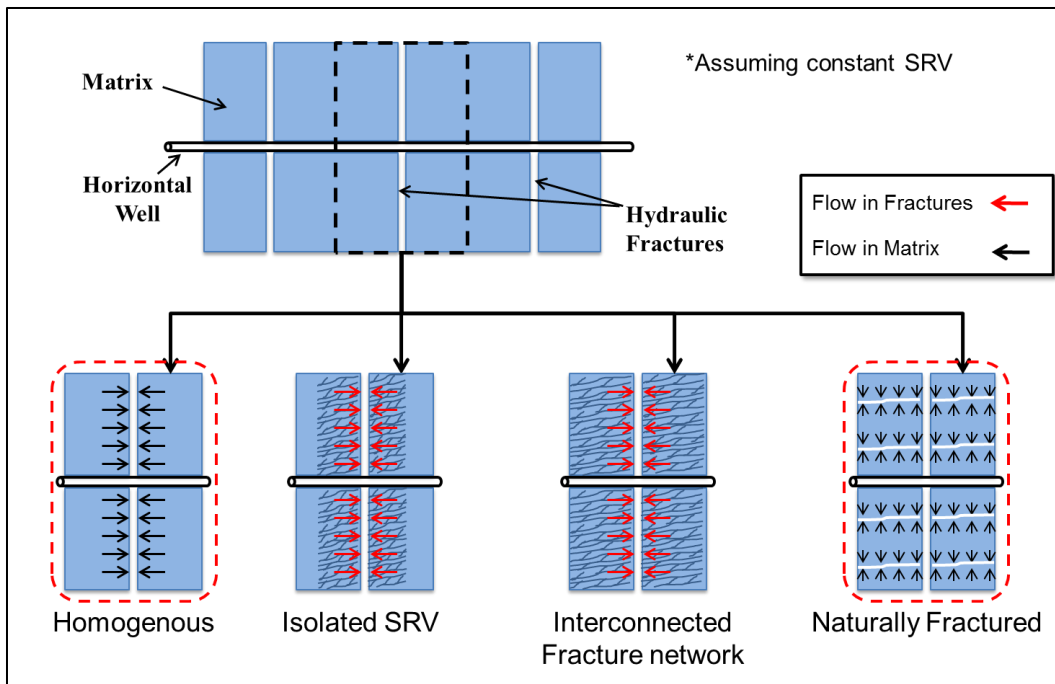 *Assuming constant SRV
Matrix
Horizontal
Well
Hydraulic
Fractures
Flow in Fractures
Flow in Matrix
Homogenous
Isolated SRV
Interconnected
Fracture network
Naturally Fractured